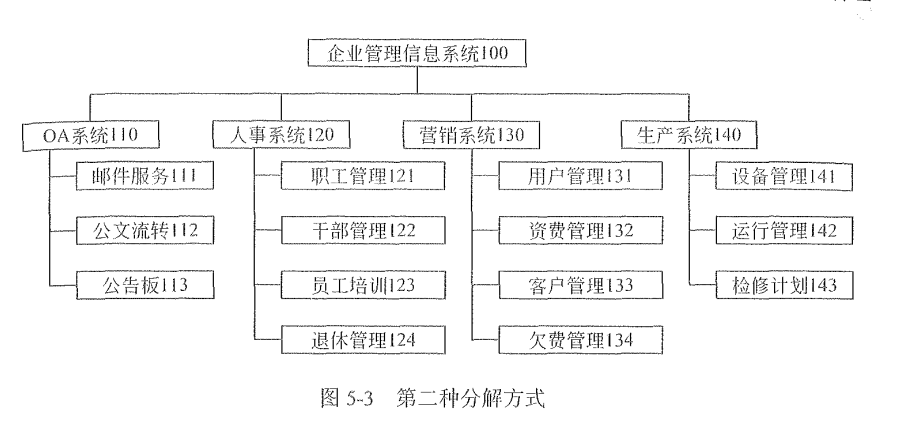 企业管理信息系统100
OA系统110
人事系统120
营销系统130
生产系统140
邮件服务111
职工管理121
用户管理131
设备管理141
公文流转112
干部管理122
资费管理132
运行管理142
公告板113
员工培训123
客户管理133
检修计划143
退休管理124
欠费管理134
图 5-3 第二种分解方式